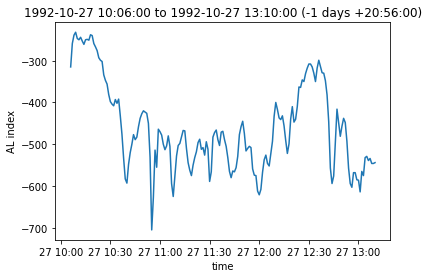 1992-10-27 10:06:00 to 1992-10-27 13:10:00 (-1 days +20:56:00)
−300
−400
−500
−600
−700
AL index
27 10:00 27 10:30 27 11:00 27 11:30 27 12:00 27 12:30 27 13:00
time